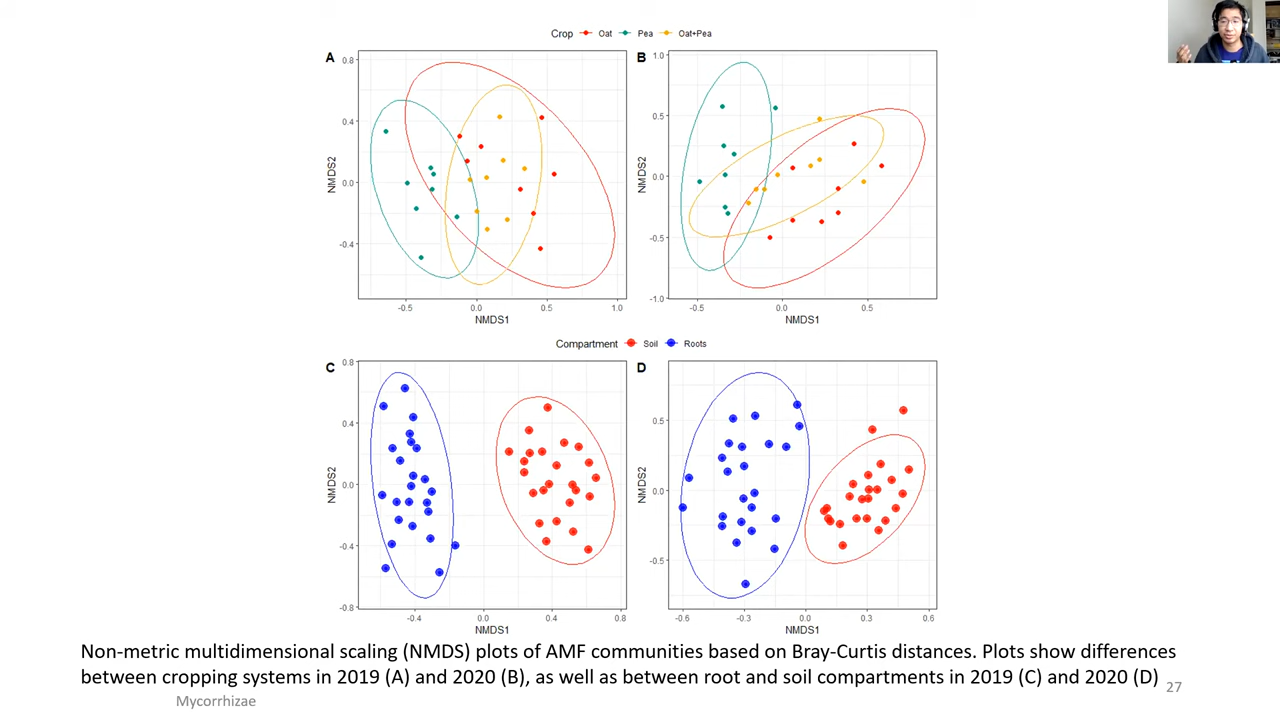 Crop Oat Pea Oat+Pea
A
B
0.8
0.4
0.0
-0.4
NMDS2
-0.5 0.0 0.5 1.0
NMDS1
1.0
0.5
0.0
-0.5
-1.0
NMDS2
-0.5 0.0 0.5
NMDS1
Compartment Soil Roots
C
D
0.8
0.4
0.0
-0.4
-0.8
NMDS2
-0.4 0.0 0.4 0.8
NMDS1
0.5
0.0
-0.5
NMDS2
-0.6 -0.3 0.0 0.3 0.6
NMDS1
Non-metric multidimensional scaling (NMDS) plots of AMF communities based on Bray-Curtis distances. Plots show differences
between cropping systems in 2019 (A) and 2020 (B), as well as between root and soil compartments in 2019 (C) and 2020 (D)
27
Mycorrhizae